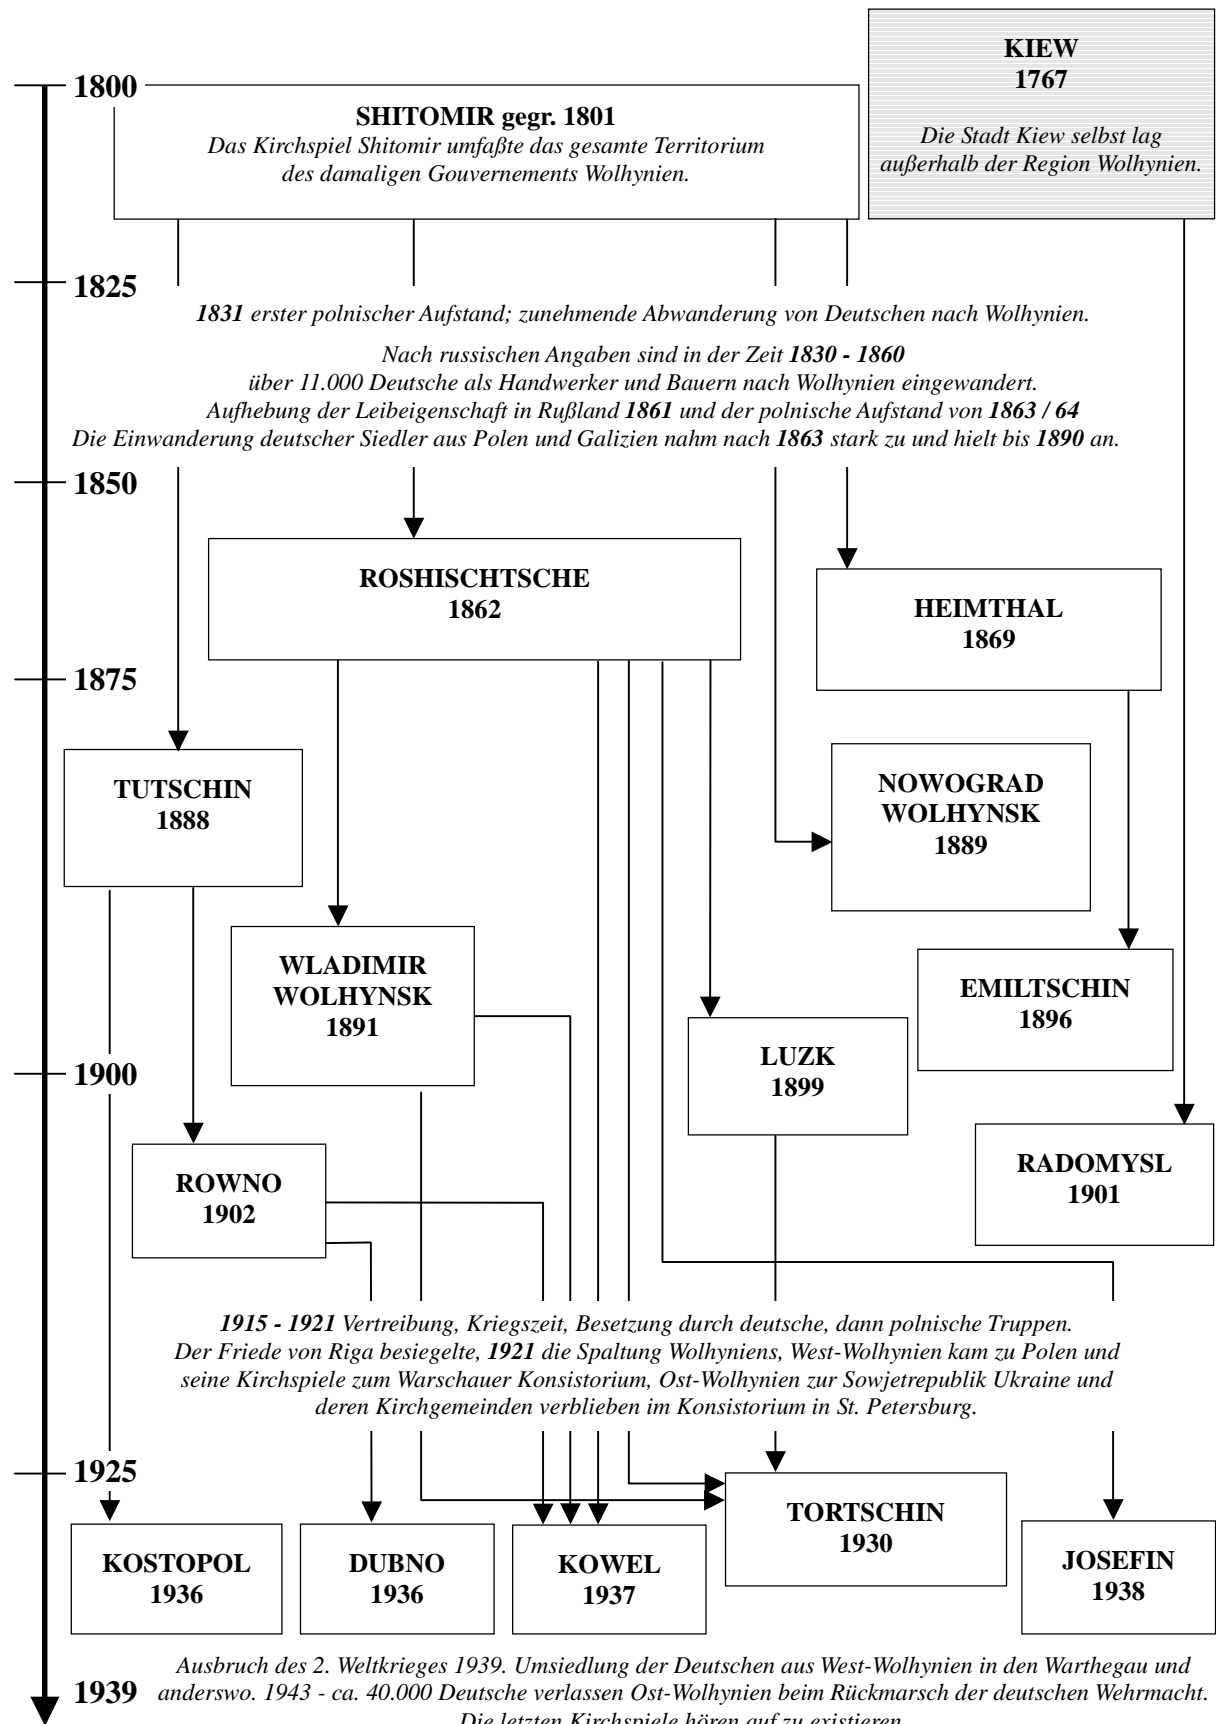 KIEW
1767
Die Stadt Kiew selbst lag
außerhalb der Region Wolhynien.
1800
SHITOMIR gegr. 1801
Das Kirchspiel Shitomir umfaßte das gesamte Territorium
des damaligen Gouvernements Wolhynien.
1825
1831 erster polnischer Aufstand; zunehmende Abwanderung von Deutschen nach Wolhynien.
Nach russischen Angaben sind in der Zeit 1830 - 1860
über 11.000 Deutsche als Handwerker und Bauern nach Wolhynien eingewandert.
Aufhebung der Leibeigenschaft in Rußland 1861 und der polnische Aufstand von 1863 / 64
Die Einwanderung deutscher Siedler aus Polen und Galizien nahm nach 1863 stark zu und hielt bis 1890 an.
1850
ROSHISCHTSCHE
1862
HEIMTHAL
1869
1875
TUTSCHIN
1888
NOWOGRAD
WOLHYNSK
1889
WLADIMIR
WOLHYNSK
1891
EMILTSCHIN
1896
LUZK
1899
1900
RADOMYSL
1901
ROWNO
1902
1915 - 1921 Vertreibung, Kriegszeit, Besetzung durch deutsche, dann polnische Truppen.
Der Friede von Riga besiegelte, 1921 die Spaltung Wolhyniens, West-Wolhynien kam zu Polen und
seine Kirchspiele zum Warschauer Konsistorium, Ost-Wolhynien zur Sowjetrepublik Ukraine und
deren Kirchgemeinden verblieben im Konsistorium in St. Petersburg.
1925
TORTSCHIN
1930
KOSTOPOL
1936
DUBNO
1936
KOWEL
1937
JOSEFIN
1938
Ausbruch des 2. Weltkrieges 1939. Umsiedlung der Deutschen aus West-Wolhynien in den Warthegau und
1939 anderswo. 1943 - ca. 40.000 Deutsche verlassen Ost-Wolhynien beim Rückmarsch der deutschen Wehrmacht.
Die letzten Kirchspiele hören auf zu existieren